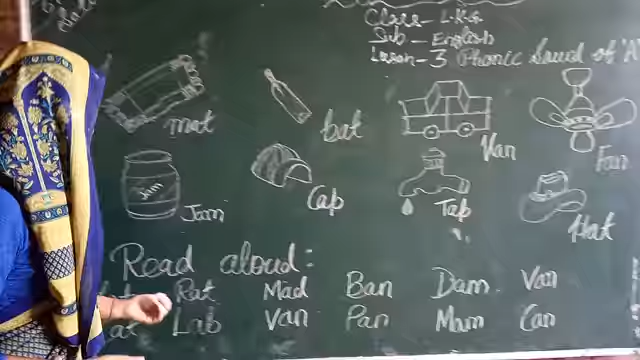 Class - L.K.G
Sub - English
Lesson - 3 Phonic Sound of 'A'
mat bat Van Fan
Jam
Jam Cap Tap Hat
Read aloud:
Rat Mad Ban Dam Van
at Lab Van Pan Mam Can